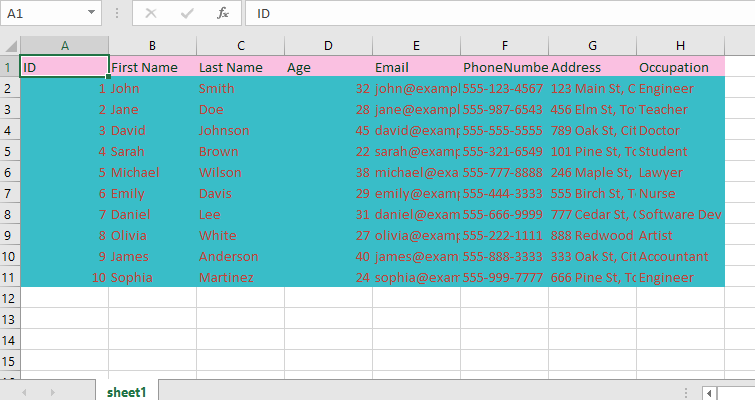 A1 fx ID
A B C D E F G H
1 ID First Name Last Name Age Email PhoneNumbe Address Occupation
2 1 John Smith 32 john@exampl 555-123-4567 123 Main St, C Engineer
3 2 Jane Doe 28 jane@exampl 555-987-6543 456 Elm St, To Teacher
4 3 David Johnson 45 david@examp 555-555-5555 789 Oak St, Cit Doctor
5 4 Sarah Brown 22 sarah@examp 555-321-6549 101 Pine St, To Student
6 5 Michael Wilson 38 michael@exa 555-777-8888 246 Maple St, Lawyer
7 6 Emily Davis 29 emily@examp 555-444-3333 555 Birch St, T Nurse
8 7 Daniel Lee 31 daniel@exam 555-666-9999 777 Cedar St, Software Dev
9 8 Olivia White 27 olivia@examp 555-222-1111 888 Redwood Artist
10 9 James Anderson 40 james@exam 555-888-3333 333 Oak St, Cit Accountant
11 10 Sophia Martinez 24 sophia@exam 555-999-7777 666 Pine St, To Engineer
12
13
14
15
sheet1